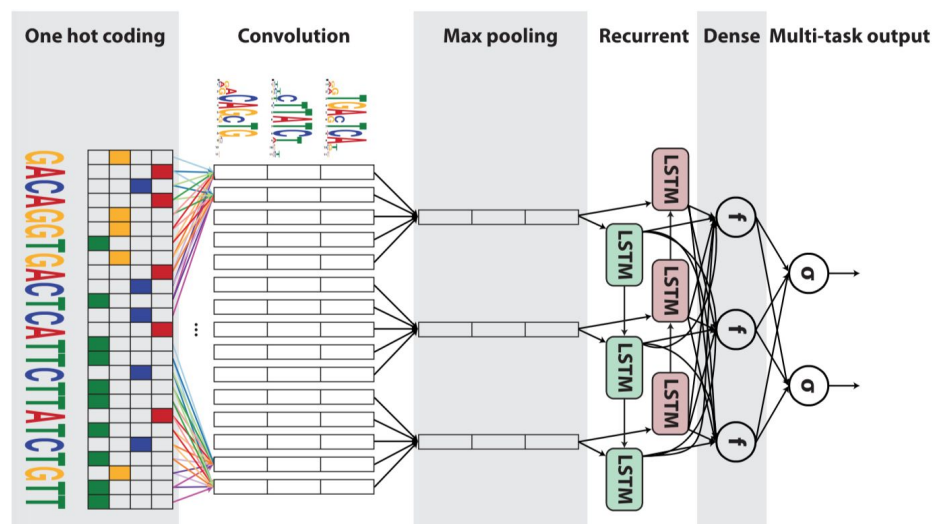 One hot coding
Convolution
Max pooling
Recurrent
Dense
Multi-task output
GACAGGTGACTCATTCTTATCTGTT
...
LSTM
LSTM
LSTM
LSTM
LSTM
LSTM
f
f
f
σ
σ